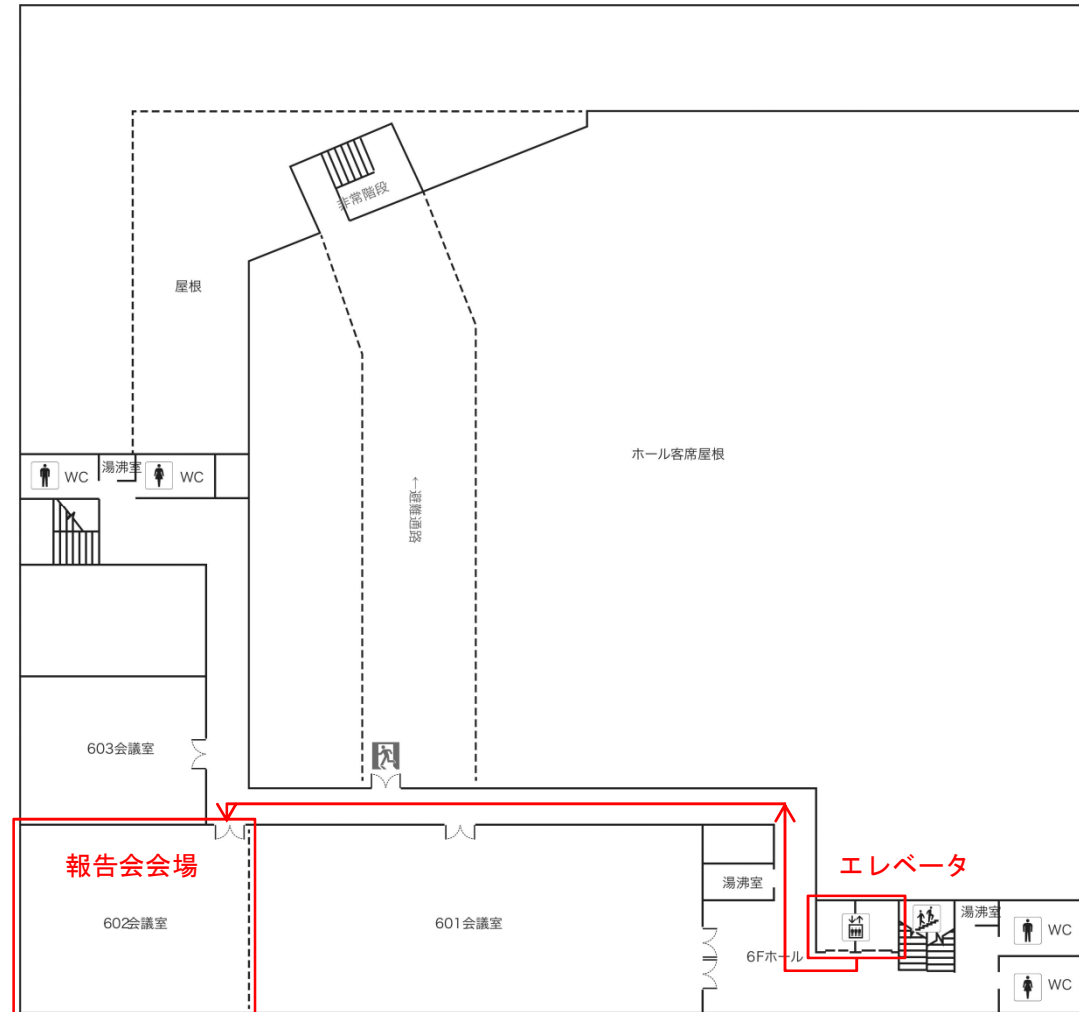 非常階段
屋根
ホール客席屋根
WC
湯沸室
WC
←避難通路
603会議室
報告会会場
エレベータ
湯沸室
湯沸室
602会議室
601会議室
WC
6Fホール
WC